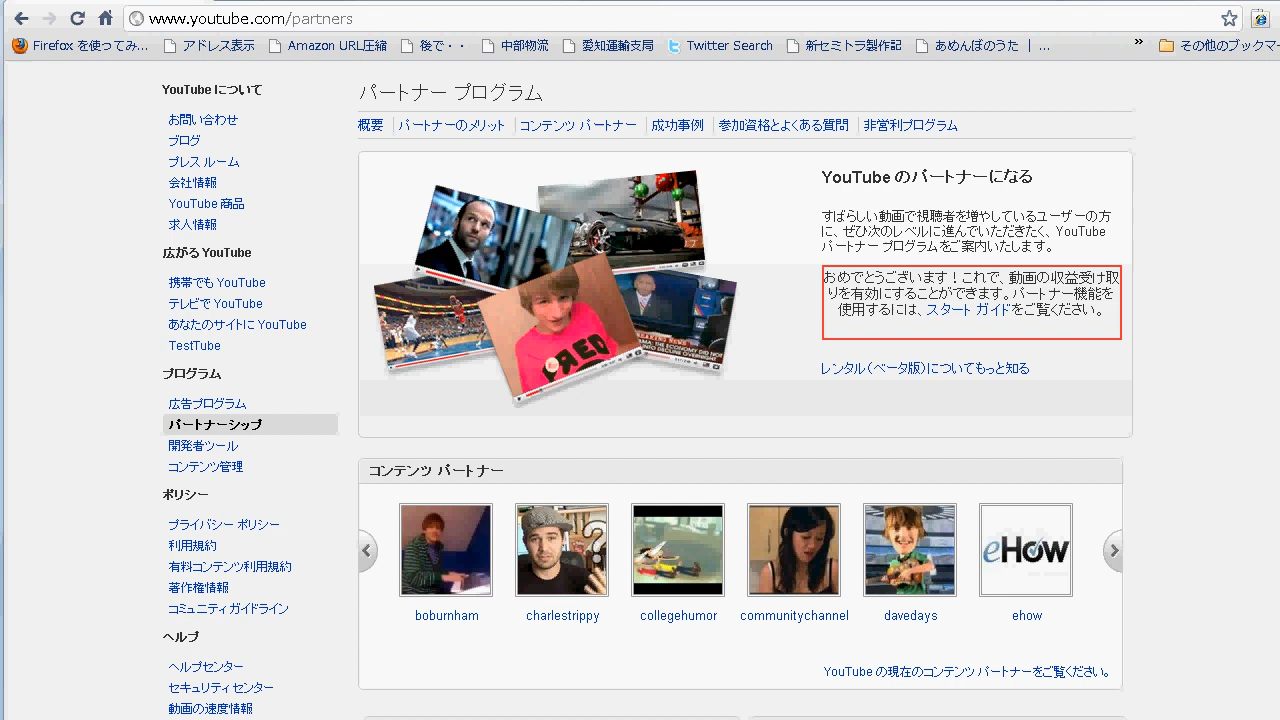 www.youtube.com/partners
Firefox を使ってみ...
アドレス表示
Amazon URL圧縮
後で・・
中部物流
愛知運輸支局
Twitter Search
新セミトラ製作記
あめんぼのうた | ...
»
その他のブックマー
YouTube について
お問い合わせ
ブログ
プレス ルーム
会社情報
YouTube 商品
求人情報
広がる YouTube
携帯でも YouTube
テレビで YouTube
あなたのサイトに YouTube
TestTube
プログラム
広告プログラム
パートナーシップ
開発者ツール
コンテンツ管理
ポリシー
プライバシー ポリシー
利用規約
有料コンテンツ利用規約
著作権情報
コミュニティ ガイドライン
ヘルプ
ヘルプセンター
セキュリティ センター
動画の速度情報
パートナー プログラム
概要
パートナーのメリット
コンテンツ パートナー
成功事例
参加資格とよくある質問
非営利プログラム
YouTube のパートナーになる
すばらしい動画で視聴者を増やしているユーザーの方
に、ぜひ次のレベルに進んでいただきたく、YouTube
パートナー プログラムをご案内いたします。
おめでとうございます！これで、動画の収益受け取
りを有効にすることができます。パートナー機能を
使用するには、スタート ガイドをご覧ください。
レンタル（ベータ版）についてもっと知る
コンテンツ パートナー
eHow
boburnham
charlestrippy
collegehumor
communitychannel
davedays
ehow
YouTube の現在のコンテンツ パートナーをご覧ください。